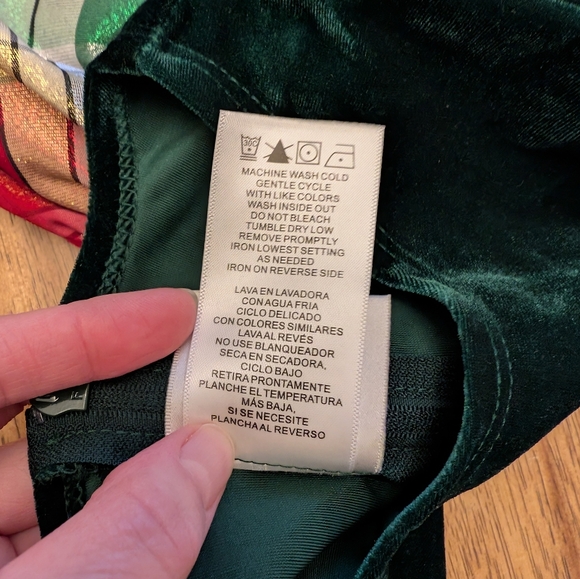 30C
MACHINE WASH COLD
GENTLE CYCLE
WITH LIKE COLORS
WASH INSIDE OUT
DO NOT BLEACH
TUMBLE DRY LOW
REMOVE PROMPTLY
IRON LOWEST SETTING
AS NEEDED
IRON ON REVERSE SIDE
LAVA EN LAVADORA
CON AGUA FRIA
CICLO DELICADO
CON COLORES SIMILARES
LAVA AL REVÉS
NO USE BLANQUEADOR
SECA EN SECADORA,
CICLO BAJO
RETIRA PRONTAMENTE
PLANCHE EL TEMPERATURA
MÁS BAJA,
SI SE NECESITE
PLANCHA AL REVERSO